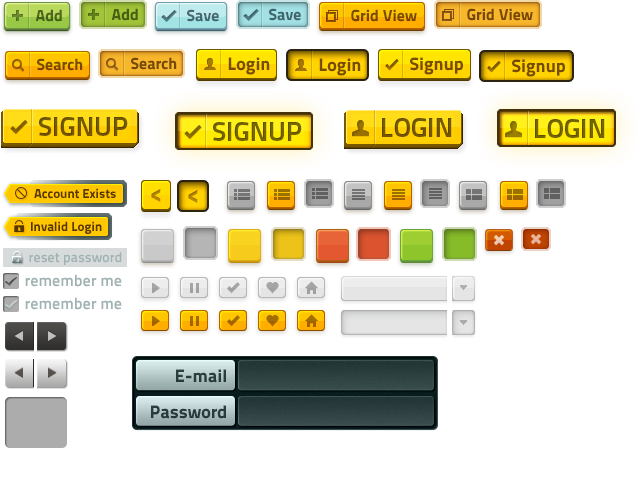 Add Add Save Save Grid View Grid View
Search Search Login Login Signup Signup
SIGNUP SIGNUP LOGIN LOGIN
Account Exists
Invalid Login
reset password
remember me
remember me
E-mail
Password